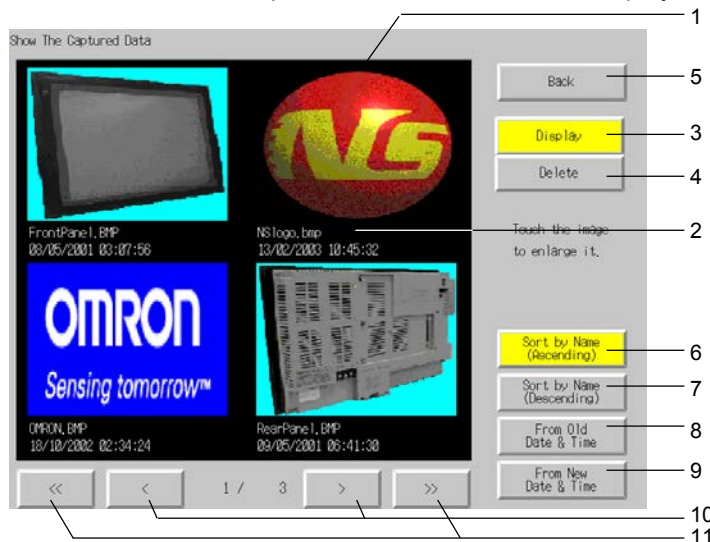 Show The Captured Data
1
Back
5
Display
3
Delete
4
NS
FrontPanel.BMP
08/05/2001 03:07:56
NSlogo.bmp
13/02/2003 10:45:32
2
Touch the image
to enlarge it.
OMRON
Sensing tomorrow™
OMRON.BMP
18/10/2002 02:34:24
RearPanel.BMP
09/05/2001 06:41:30
Sort by Name
(Ascending)
6
Sort by Name
(Descending)
7
From Old
Date & Time
8
From New
Date & Time
9
<<
<
1 / 3
>
>>
10
11